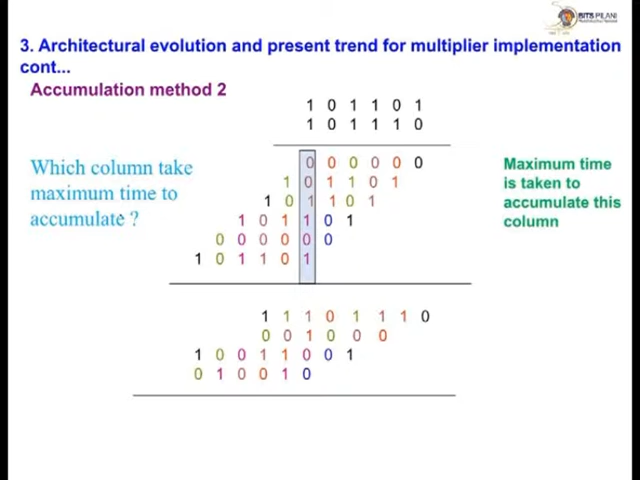 BITS PILANI
3. Architectural evolution and present trend for multiplier implementation
cont...
Accumulation method 2
1 0 1 1 0 1
1 0 1 1 1 0
Which column take
maximum time to
accumulate ?
0 0 0 0 0 0
1 0 1 1 0 1
1 0 1 1 0 1
1 0 1 1 0 1
0 0 0 0 0 0
1 0 1 1 0 1
Maximum time
is taken to
accumulate this
column
1 1 1 0 1 1 1 0
0 0 1 0 0 0
1 0 0 1 1 0 0 1
0 1 0 0 1 0